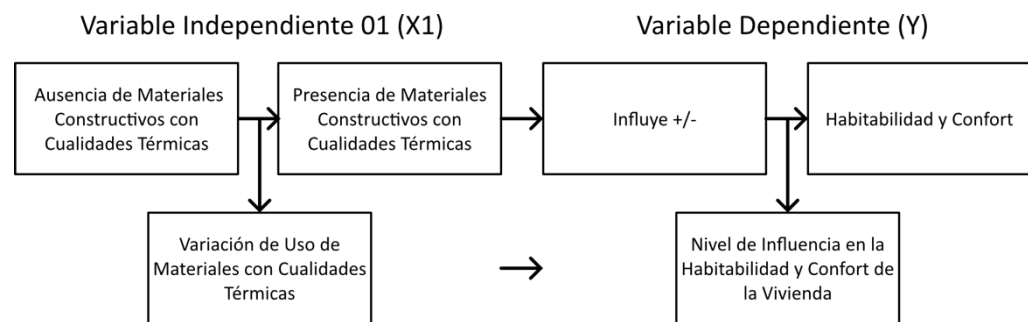 Variable Independiente 01 (X1)
Variable Dependiente (Y)
Ausencia de Materiales
Constructivos con
Cualidades Térmicas
Presencia de Materiales
Constructivos con
Cualidades Térmicas
Influye +/-
Habitabilidad y Confort
Variación de Uso de
Materiales con Cualidades
Térmicas
Nivel de Influencia en la
Habitabilidad y Confort de
la Vivienda